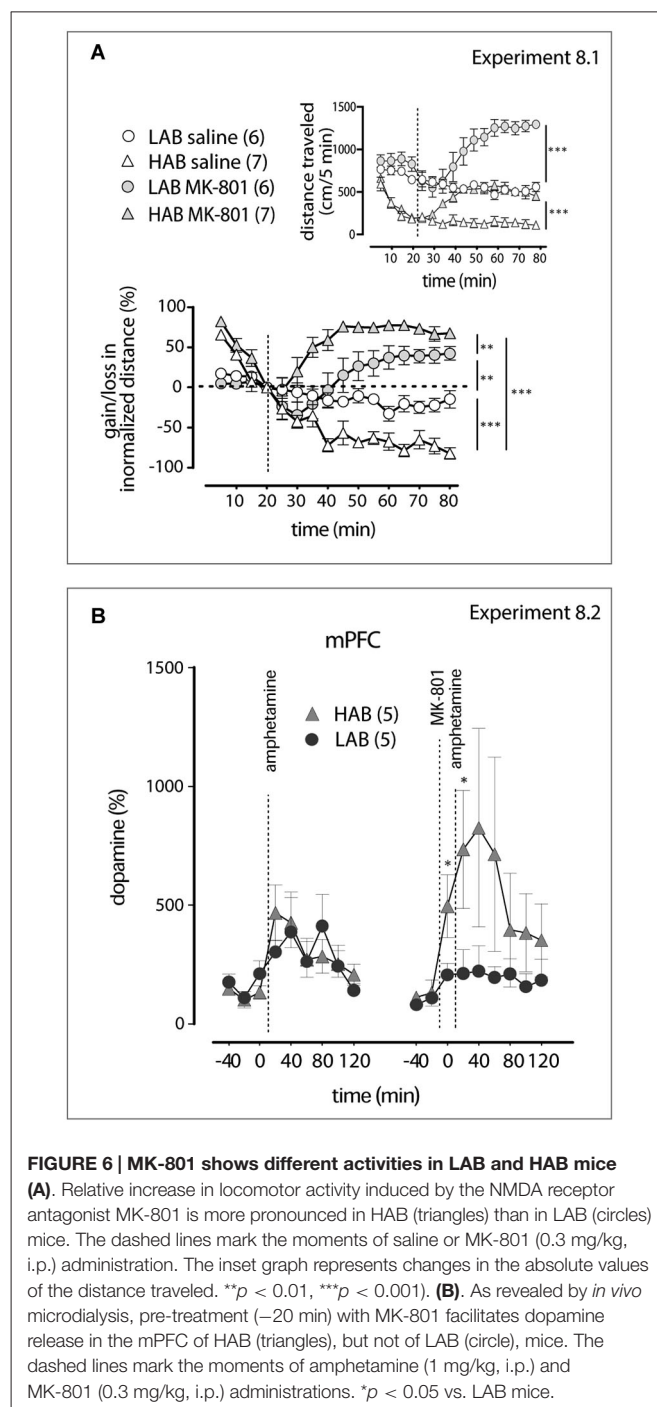 A
Experiment 8.1
LAB saline (6)
HAB saline (7)
LAB MK-801 (6)
HAB MK-801 (7)
distance traveled
(cm/5 min)
1500
1000
500
0
***
***
10 20 30 40 50 60 70 80
time (min)
gain/loss in
inormalized distance (%)
100
50
0
-50
-100
**
**
***
***
10 20 30 40 50 60 70 80
time (min)
B
Experiment 8.2
mPFC
dopamine (%)
1500
1000
500
0
amphetamine
HAB (5)
LAB (5)
MK-801
amphetamine
*
*
-40 0 40 80 120
-40 0 40 80 120
time (min)
FIGURE 6 | MK-801 shows different activities in LAB and HAB mice
(A). Relative increase in locomotor activity induced by the NMDA receptor
antagonist MK-801 is more pronounced in HAB (triangles) than in LAB (circles)
mice. The dashed lines mark the moments of saline or MK-801 (0.3 mg/kg,
i.p.) administration. The inset graph represents changes in the absolute values
of the distance traveled. **p < 0.01, ***p < 0.001). (B). As revealed by in vivo
microdialysis, pre-treatment (−20 min) with MK-801 facilitates dopamine
release in the mPFC of HAB (triangles), but not of LAB (circle), mice. The
dashed lines mark the moments of amphetamine (1 mg/kg, i.p.) and
MK-801 (0.3 mg/kg, i.p.) administrations. *p < 0.05 vs. LAB mice.